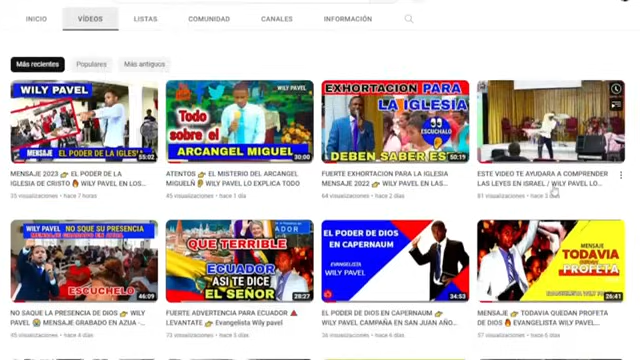 INICIO VÍDEOS LISTAS COMUNIDAD CANALES INFORMACIÓN
Más recientes Populares Más antiguos
WILY PAVEL
MENSAJE EL PODER DE LA IGLESIA
55:02
MENSAJE 2023 👉 EL PODER DE LA
IGLESIA DE CRISTO 🔥 WILY PAVEL EN LOS...
35 visualizaciones • hace 7 horas
WILY PAVEL
Todo
sobre el
ARCANGEL MIGUEL
30:00
ATENTOS 👉 EL MISTERIO DEL ARCANGEL
WILY PAVEL LO EXPLICA TODO
45 visualizaciones • hace 1 día
EXHORTACION PARA
LA IGLESIA
ESCUCHALO
DEBEN SABER ES
50:19
FUERTE EXHORTACION PARA LA IGLESIA
MENSAJE 2022 👉 WILY PAVEL EN LAS...
64 visualizaciones • hace 2 días
ESTE VIDEO TE AYUDARA A COMPRENDER
LAS LEYES EN ISRAEL / WILY PAVEL LO...
81 visualizaciones • hace 3 días
WILY PAVEL NO SAQUE SU PRESENCIA
MENSAJE GRABADO EN AZUA
ESCUCHELO
46:09
NO SAQUE LA PRESENCIA DE DIOS 👉 WILY
PAVEL 😭 MENSAJE GRABADO EN AZUA -...
hace 4 días
QUE TERRIBLE
ECUADOR
ASI TE DICE
EL SEÑOR
28:27
FUERTE ADVERTENCIA PARA ECUADOR 🔺
LEVANTATE 👉 Evangelista Wily pavel
73 visualizaciones • hace 5 días
EL PODER DE DIOS
EN CAPERNAUM
EVANGELISTA
WILY PAVEL
34:53
EL PODER DE DIOS EN CAPERNAUM 👉
WILY PAVEL CAMPAÑA EN SAN JUAN AÑO...
38 visualizaciones • hace 6 días
MENSAJE
TODAVIA
QUEDAN
PROFETA
EVANGELISTA WILY PAVEL
26:41
MENSAJE 👉 TODAVIA QUEDAN PROFETA
DE DIOS 🔥 EVANGELISTA WILY PAVEL...
57 visualizaciones • hace 6 días